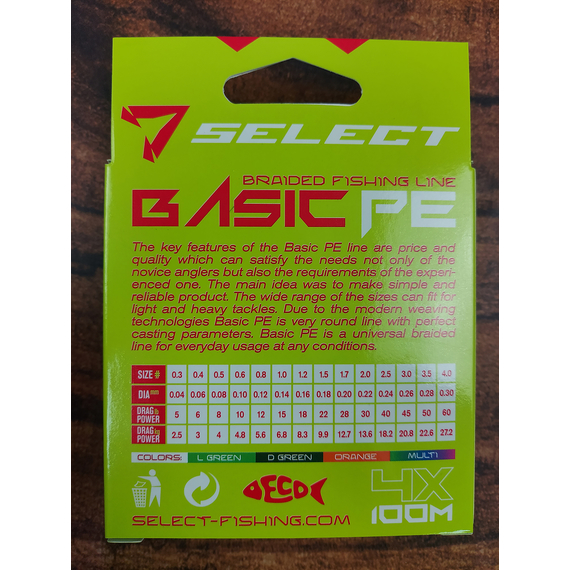 SELECT
BRAIDED FISHING LINE
BASIC PE
The key features of the Basic PE line are price and
quality which can satisfy the needs not only of the
novice anglers but also the requirements of the experi-
enced one. The main idea was to make simple and
reliable product. The wide range of the sizes can fit for
light and heavy tackles. Due to the modern weaving
technologies Basic PE is very round line with perfect
casting parameters. Basic PE is a universal braided
line for everyday usage at any conditions.
SIZE # 0.3 0.4 0.5 0.6 0.8 1.0 1.2 1.5 1.7 2.0 2.5 3.0 3.5 4.0
DIA mm 0.04 0.06 0.08 0.10 0.12 0.14 0.16 0.18 0.20 0.22 0.24 0.26 0.28 0.30
DRAG lb POWER 5 6 8 10 12 15 18 22 28 30 40 45 50 60
DRAG kg POWER 2.5 3 4 4.8 5.6 6.8 8.3 9.9 12.7 13.6 18.2 20.8 22.6 27.2
COLORS: L GREEN D GREEN ORANGE MULTI
ECO
4X
100M
SELECT-FISHING.COM